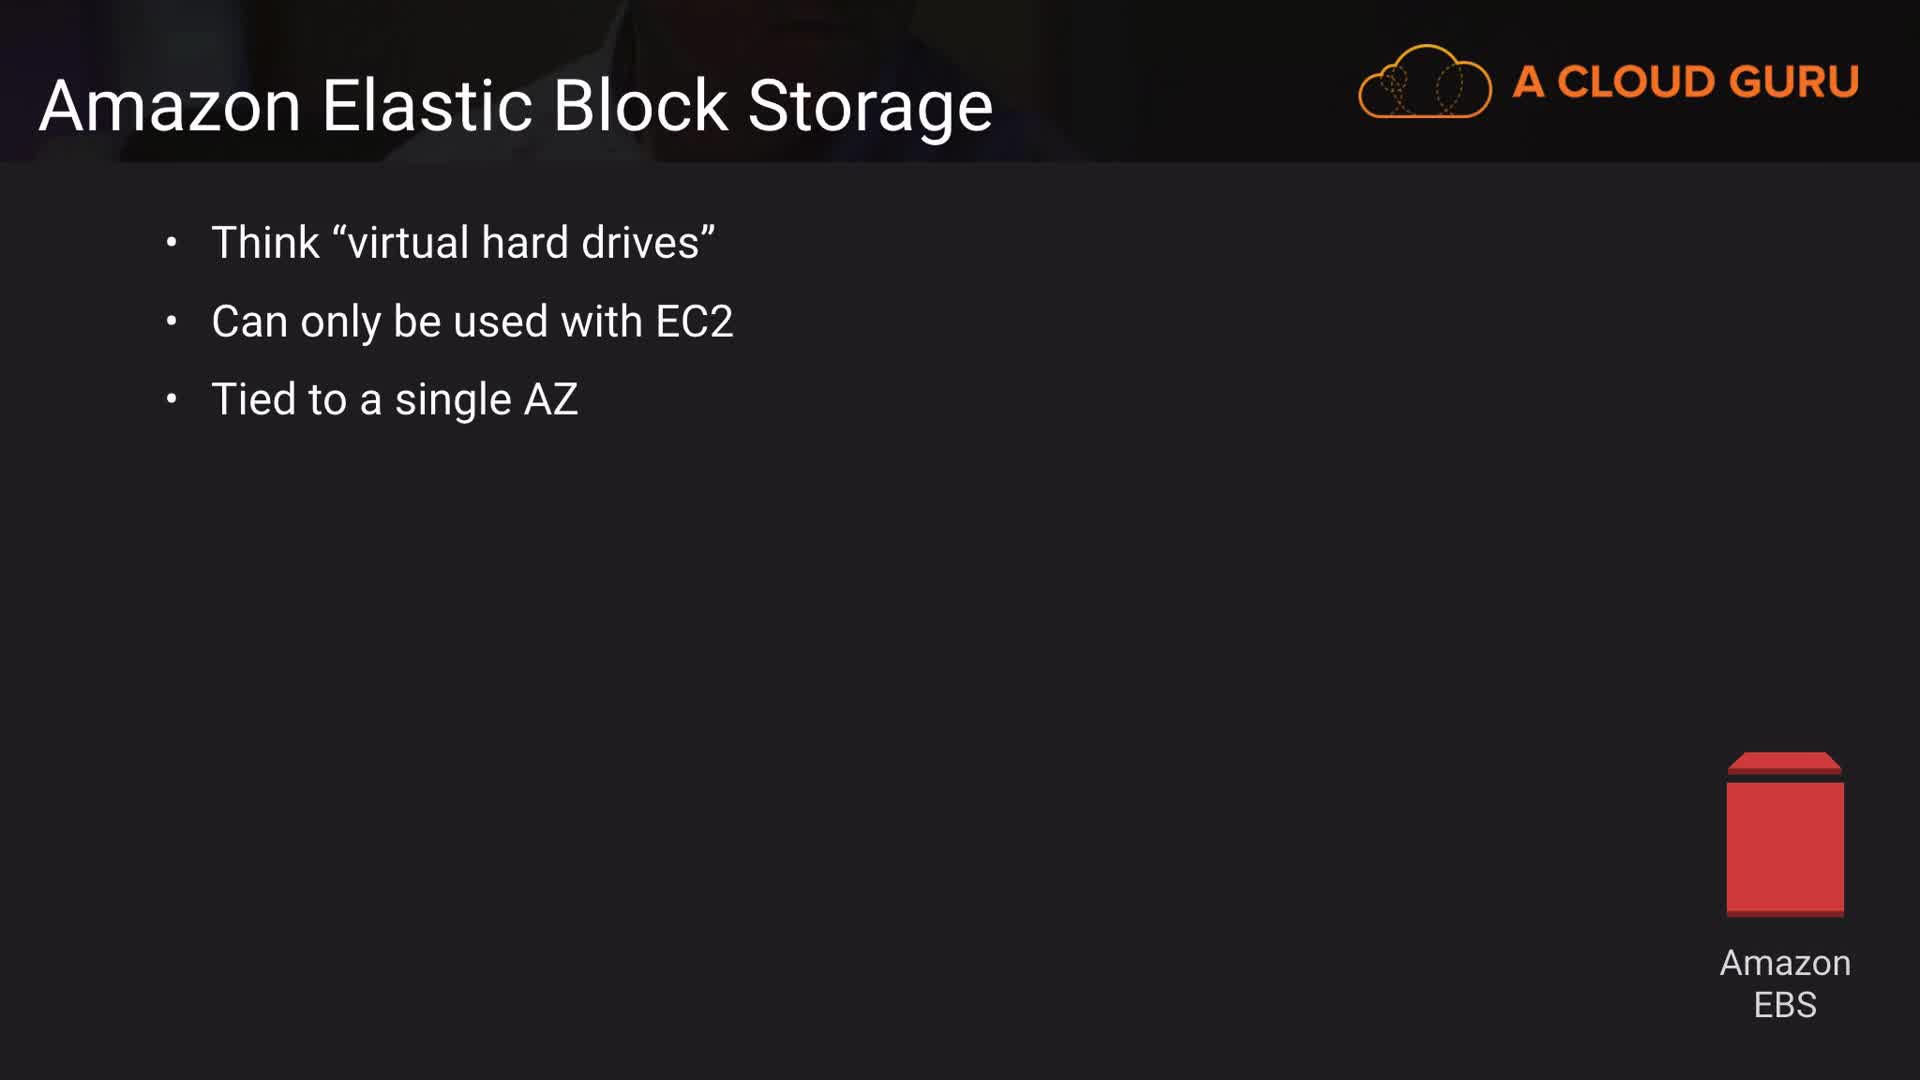 Amazon Elastic Block Storage
A CLOUD GURU
• Think “virtual hard drives”
• Can only be used with EC2
• Tied to a single AZ
Amazon
EBS